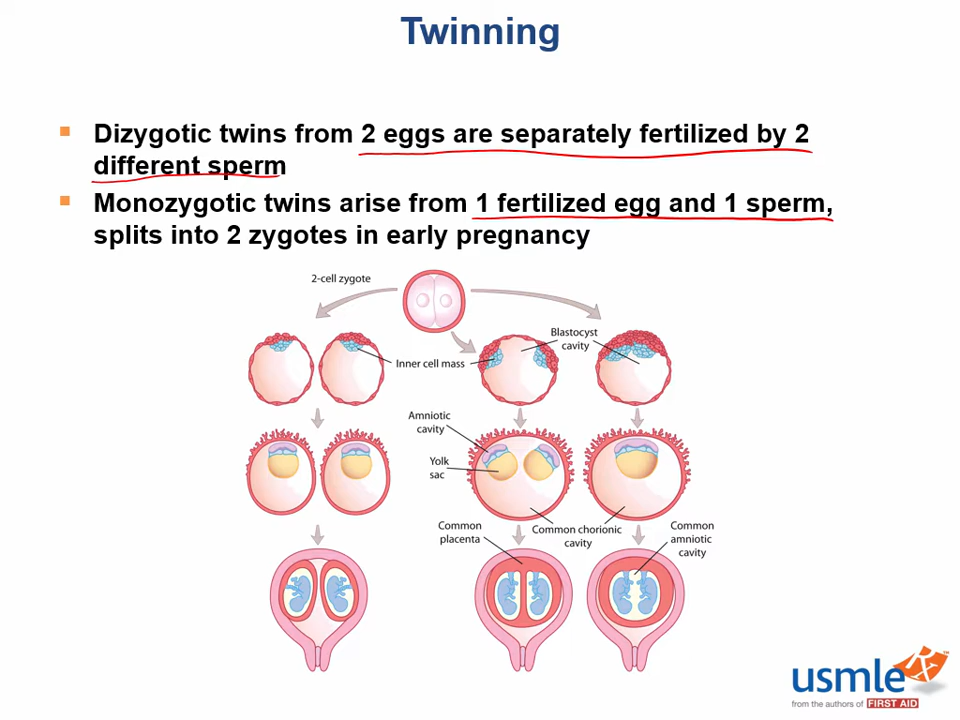 Twinning
Dizygotic twins from 2 eggs are separately fertilized by 2
different sperm
Monozygotic twins arise from 1 fertilized egg and 1 sperm,
splits into 2 zygotes in early pregnancy
2-cell zygote
Blastocyst
cavity
Inner cell mass
Amniotic
cavity
Yolk
sac
Common
placenta
Common chorionic
cavity
Common
amniotic
cavity
usmle Rx™
from the authors of FIRST AID